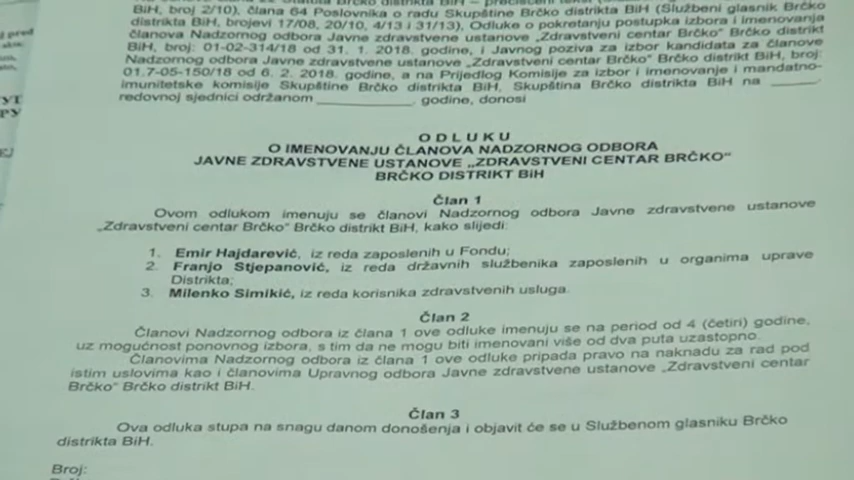 BiH, broj 2/10), člana 64 Poslovnika o radu Skupštine Brčko distrikta BiH (Službeni glasnik Brčko
distrikta BiH, brojevi 17/08, 20/10, 4/13 i 31/13), Odluke o pokretanju postupka izbora i imenovanja
članova Nadzornog odbora Javne zdravstvene ustanove „Zdravstveni centar Brčko“ Brčko distrikt
BiH, broj: 01-02-314/18 od 31. 1. 2018. godine, i Javnog poziva za izbor kandidata za članove
Nadzornog odbora Javne zdravstvene ustanove „Zdravstveni centar Brčko“ Brčko distrikt BiH, broj:
01.7-05-150/18 od 6. 2. 2018. godine, a na Prijedlog Komisije za izbor i imenovanje i mandatno-
imunitetske komisije Skupštine Brčko distrikta BiH, Skupština Brčko distrikta BiH na ______,
redovnoj sjednici održanom ____________, godine, donosi
O D L U K U
O IMENOVANJU ČLANOVA NADZORNOG ODBORA
JAVNE ZDRAVSTVENE USTANOVE „ZDRAVSTVENI CENTAR BRČKO“
BRČKO DISTRIKT BiH
Član 1
Ovom odlukom imenuju se članovi Nadzornog odbora Javne zdravstvene ustanove
„Zdravstveni centar Brčko“ Brčko distrikt BiH, kako slijedi:
1. Emir Hajdarević, iz reda zaposlenih u Fondu;
2. Franjo Stjepanović, iz reda državnih službenika zaposlenih u organima uprave
Distrikta;
3. Milenko Simikić, iz reda korisnika zdravstvenih usluga.
Član 2
Članovi Nadzornog odbora iz člana 1 ove odluke imenuju se na period od 4 (četiri) godine,
uz mogućnost ponovnog izbora, s tim da ne mogu biti imenovani više od dva puta uzastopno.
Članovima Nadzornog odbora iz člana 1 ove odluke pripada pravo na naknadu za rad pod
istim uslovima kao i članovima Upravnog odbora Javne zdravstvene ustanove „Zdravstveni centar
Brčko“ Brčko distrikt BiH.
Član 3
Ova odluka stupa na snagu danom donošenja i objavit će se u Službenom glasniku Brčko
distrikta BiH.
Broj: